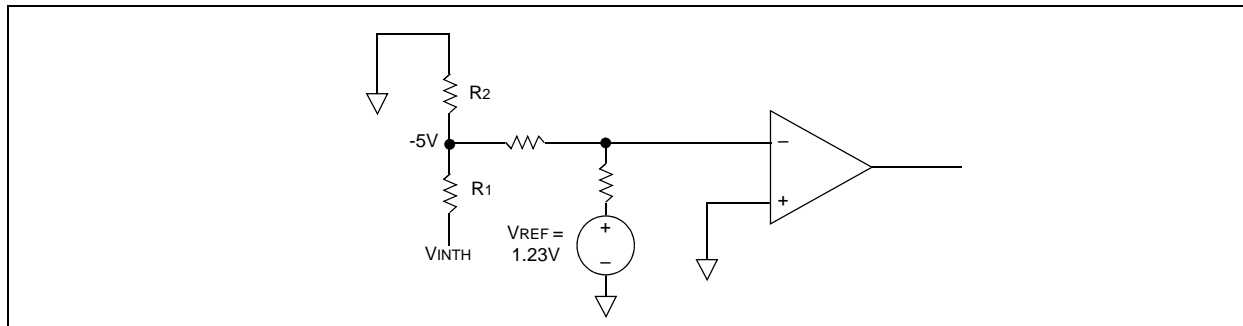 R2
-5V
R1
VINTH
VREF =
1.23V
+
–
–
+